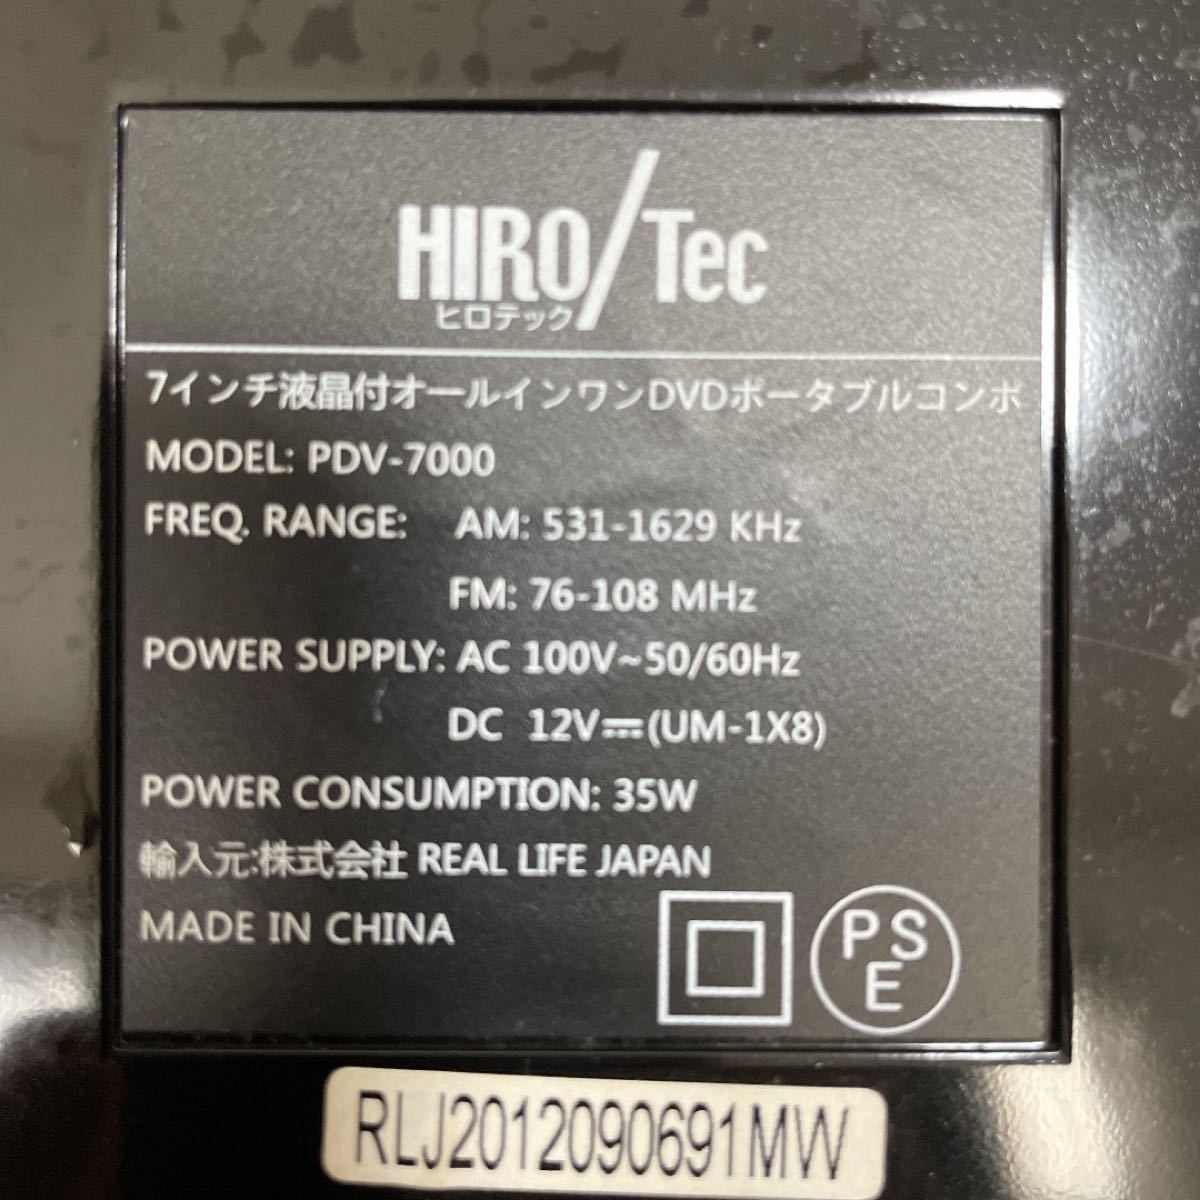 HIRO/Tec
ヒロテック
7インチ液晶付オールインワンDVDポータブルコンポ
MODEL: PDV-7000
FREQ. RANGE: AM: 531-1629 KHz
FM: 76-108 MHz
POWER SUPPLY: AC 100V~50/60Hz
DC 12V⎓(UM-1X8)
POWER CONSUMPTION: 35W
輸入元:株式会社 REAL LIFE JAPAN
MADE IN CHINA
PSE
RLJ2012090691MW